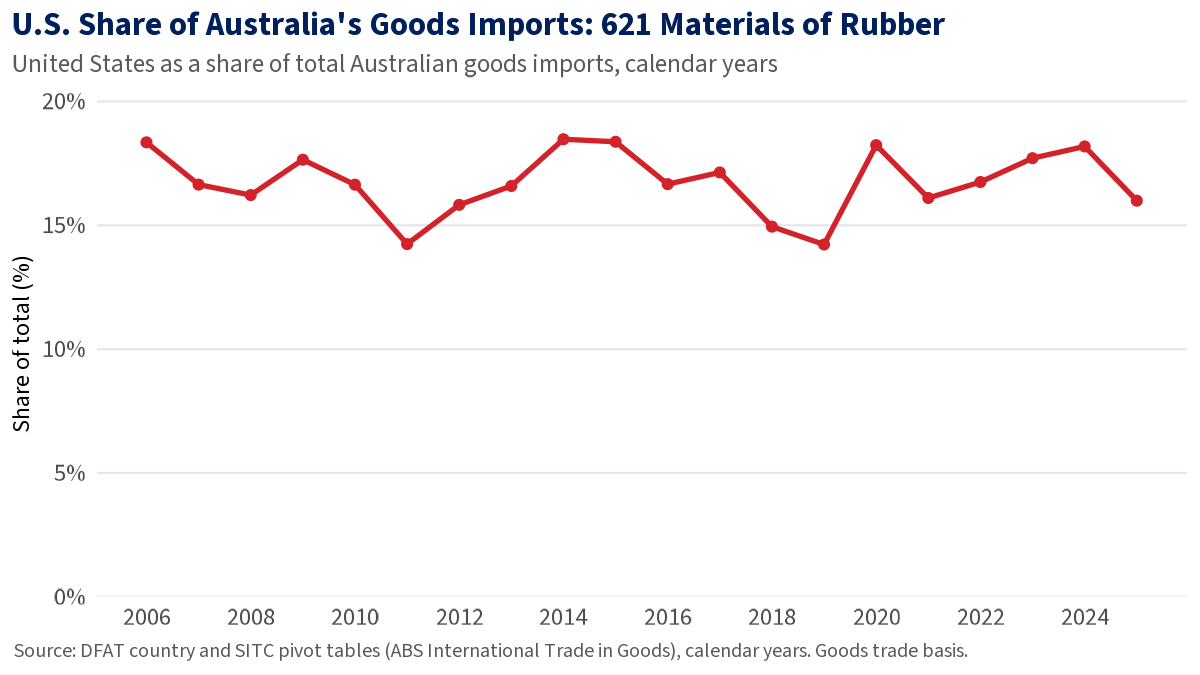 U.S. Share of Australia's Goods Imports: 621 Materials of Rubber
United States as a share of total Australian goods imports, calendar years
20%
15%
10%
5%
0%
Share of total (%)
2006 2008 2010 2012 2014 2016 2018 2020 2022 2024
Source: DFAT country and SITC pivot tables (ABS International Trade in Goods), calendar years. Goods trade basis.